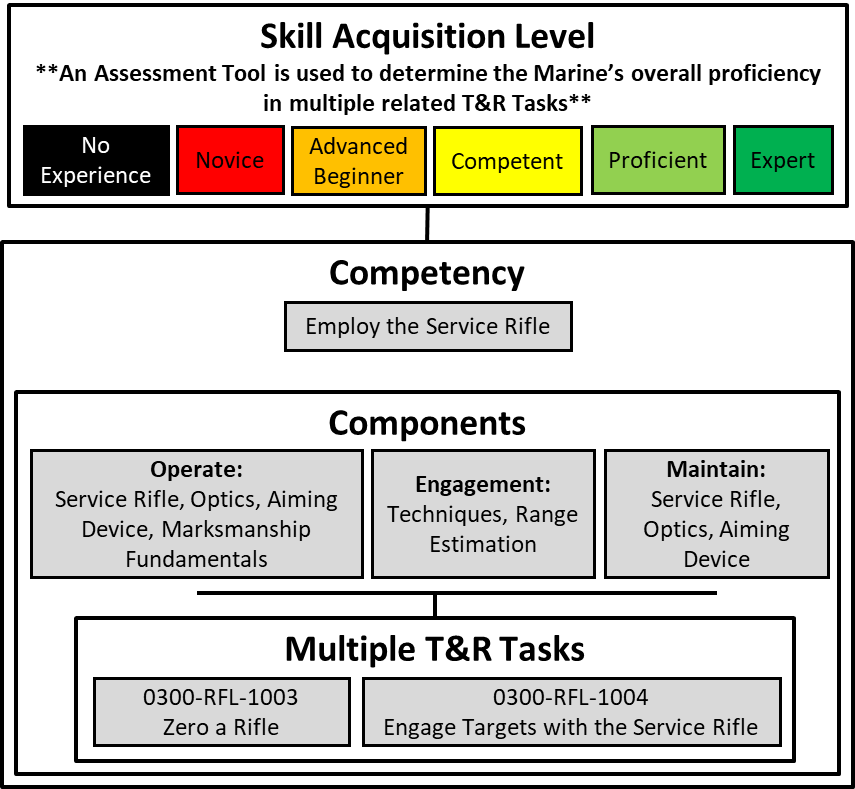 Skill Acquisition Level
**An Assessment Tool is used to determine the Marine’s overall proficiency
in multiple related T&R Tasks**
No
Experience
Novice
Advanced
Beginner
Competent
Proficient
Expert
Competency
Employ the Service Rifle
Components
Operate:
Service Rifle, Optics, Aiming
Device, Marksmanship
Fundamentals
Engagement:
Techniques, Range
Estimation
Maintain:
Service Rifle,
Optics, Aiming
Device
Multiple T&R Tasks
0300-RFL-1003
Zero a Rifle
0300-RFL-1004
Engage Targets with the Service Rifle